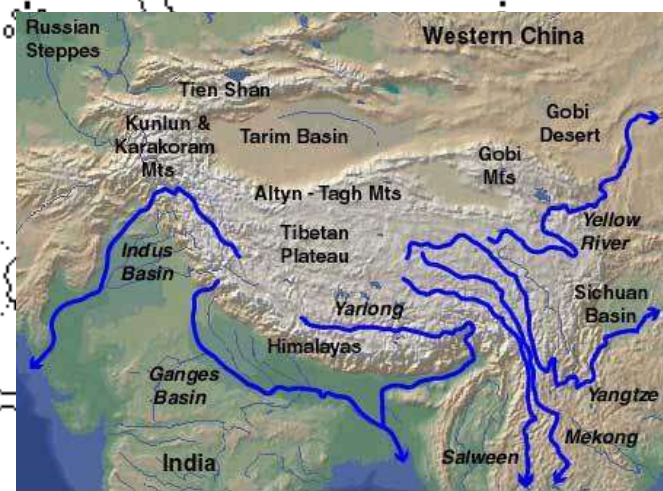 Russian
Steppes
Western China
Tien Shan
Kunlun &
Karakoram
Mts
Tarim Basin
Gobi
Desert
Gobi
Mts
Altyn - Tagh Mts
Tibetan
Plateau
Indus
Basin
Yellow
River
Sichuan
Basin
Yarlong
Himalayas
Ganges
Basin
Yangtze
Mekong
Salween
India